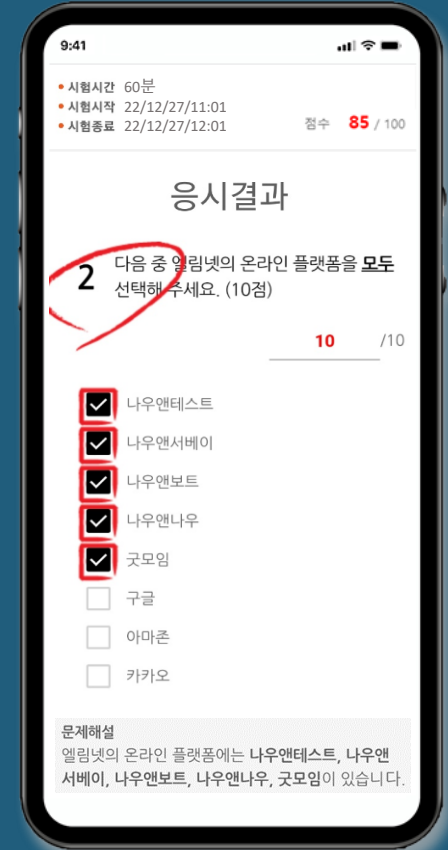 9:41
• 시험시간 60분
• 시험시작 22/12/27/11:01
• 시험종료 22/12/27/12:01
점수 85 / 100
응시결과
2 다음 중 엘림넷의 온라인 플랫폼을 모두
선택해 주세요. (10점)
10 /10
나우앤테스트
나우앤서베이
나우앤보트
나우앤나우
굿모임
구글
아마존
카카오
문제해설
엘림넷의 온라인 플랫폼에는 나우앤테스트, 나우앤
서베이, 나우앤보트, 나우앤나우, 굿모임이 있습니다.